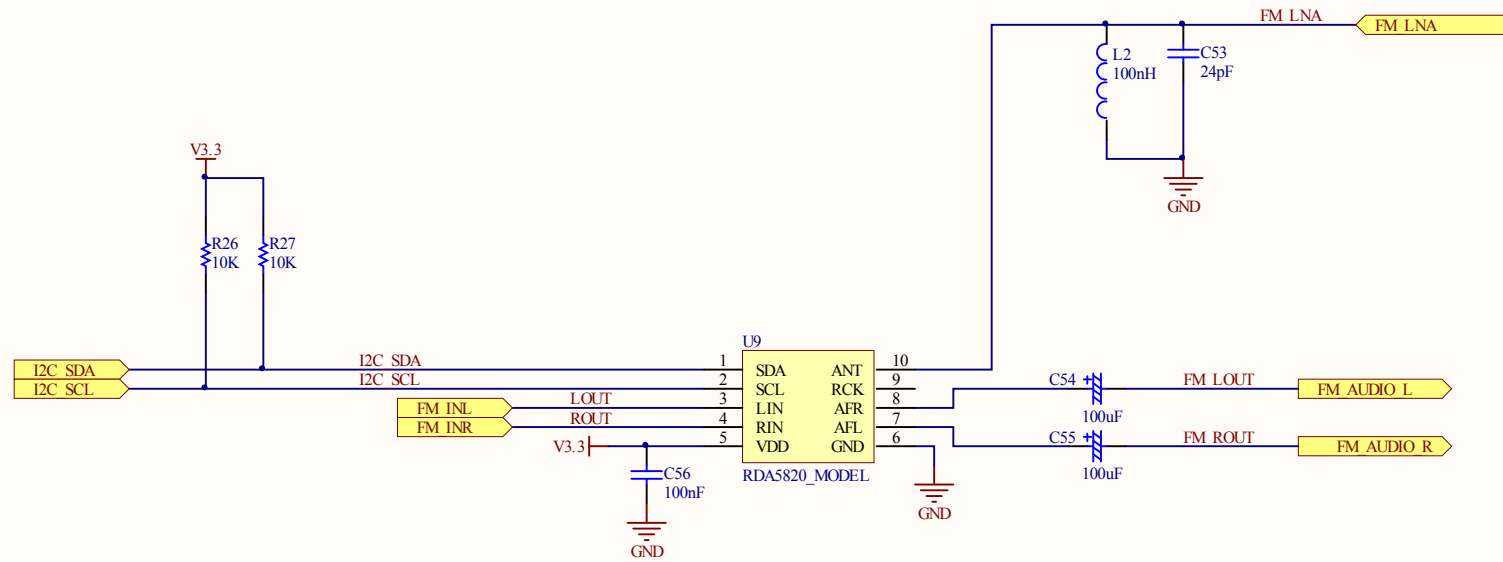 FM_LNA
FM_LNA
L2
100nH
C53
24pF
GND
V3.3
R26
10K
R27
10K
I2C_SDA
I2C_SCL
I2C_SDA
I2C_SCL
FM_INL
FM_INR
LOUT
ROUT
V3.3
C56
100nF
GND
U9
1
2
3
4
5
SDA
SCL
LIN
RIN
VDD
ANT
RCK
AFR
AFL
GND
10
9
8
7
6
RDA5820_MODEL
GND
C54
+
100uF
FM_LOUT
FM_AUDIO_L
C55
+
100uF
FM_ROUT
FM_AUDIO_R